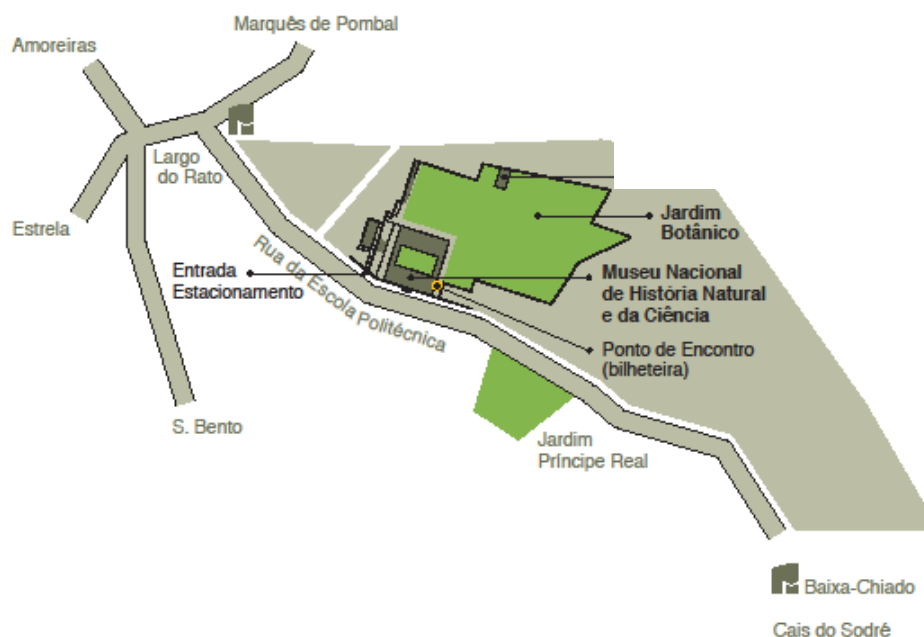 Marquês de Pombal
Amoreiras
Largo
do Rato
Estrela
Rua da Escola Politécnica
Entrada
Estacionamento
Jardim
Botânico
Museu Nacional
de História Natural
e da Ciência
Ponto de Encontro
(bilheteira)
S. Bento
Jardim
Príncipe Real
Baixa-Chiado
Cais do Sodré